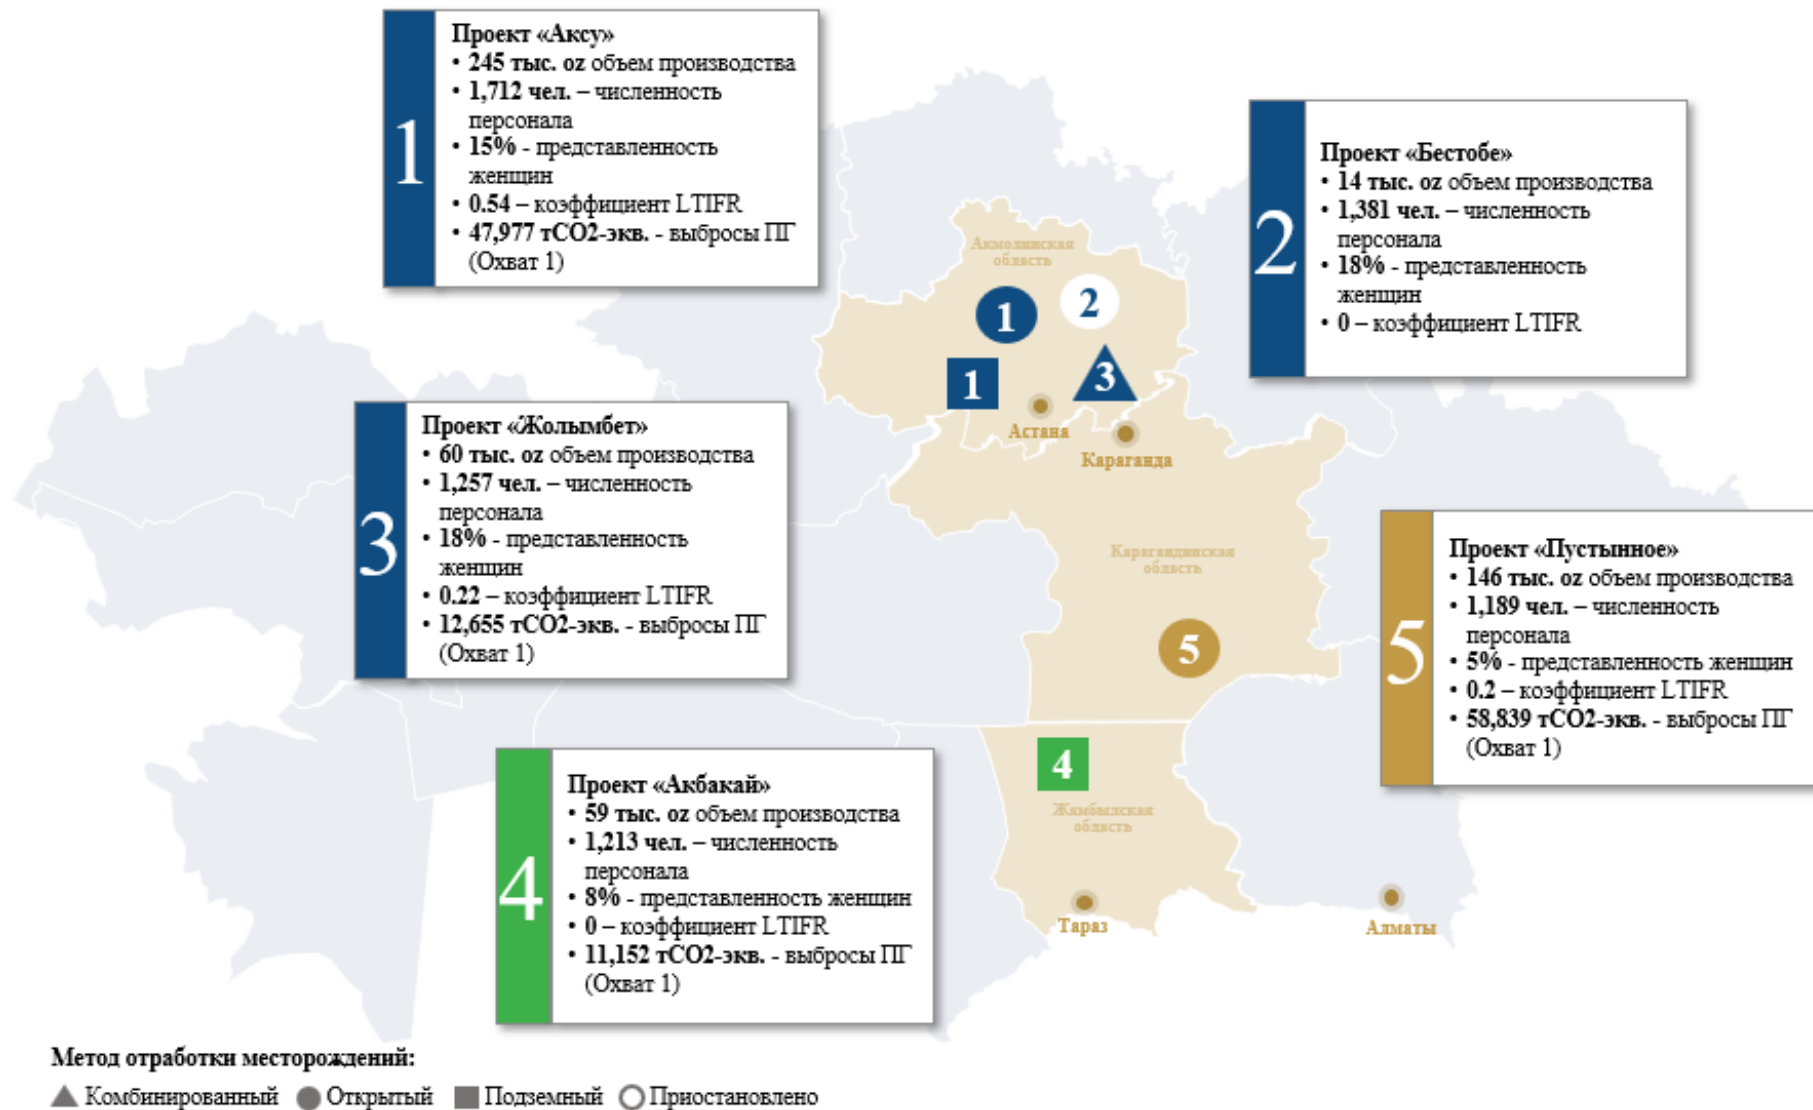 1
Проект «Аксу»
• 245 тыс. oz объем производства
• 1,712 чел. – численность
персонала
• 15% - представленность
женщин
• 0.54 – коэффициент LTIFR
• 47,977 тCO2-экв. - выбросы ПГ
(Охват 1)
2
Проект «Бестобе»
• 14 тыс. oz объем производства
• 1,381 чел. – численность
персонала
• 18% - представленность
женщин
• 0 – коэффициент LTIFR
Акмолинская
область
1
2
1
3
Астана
Караганда
3
Проект «Жолымбет»
• 60 тыс. oz объем производства
• 1,257 чел. – численность
персонала
• 18% - представленность
женщин
• 0.22 – коэффициент LTIFR
• 12,655 тCO2-экв. - выбросы ПГ
(Охват 1)
Карагандинская
область
5
5
Проект «Пустынное»
• 146 тыс. oz объем производства
• 1,189 чел. – численность
персонала
• 5% - представленность женщин
• 0.2 – коэффициент LTIFR
• 58,839 тCO2-экв. - выбросы ПГ
(Охват 1)
4
Проект «Акбакай»
• 59 тыс. oz объем производства
• 1,213 чел. – численность
персонала
• 8% - представленность женщин
• 0 – коэффициент LTIFR
• 11,152 тCO2-экв. - выбросы ПГ
(Охват 1)
4
Жамбылская
область
Тараз
Алматы
Метод отработки месторождений:
Комбинированный Открытый Подземный Приостановлено